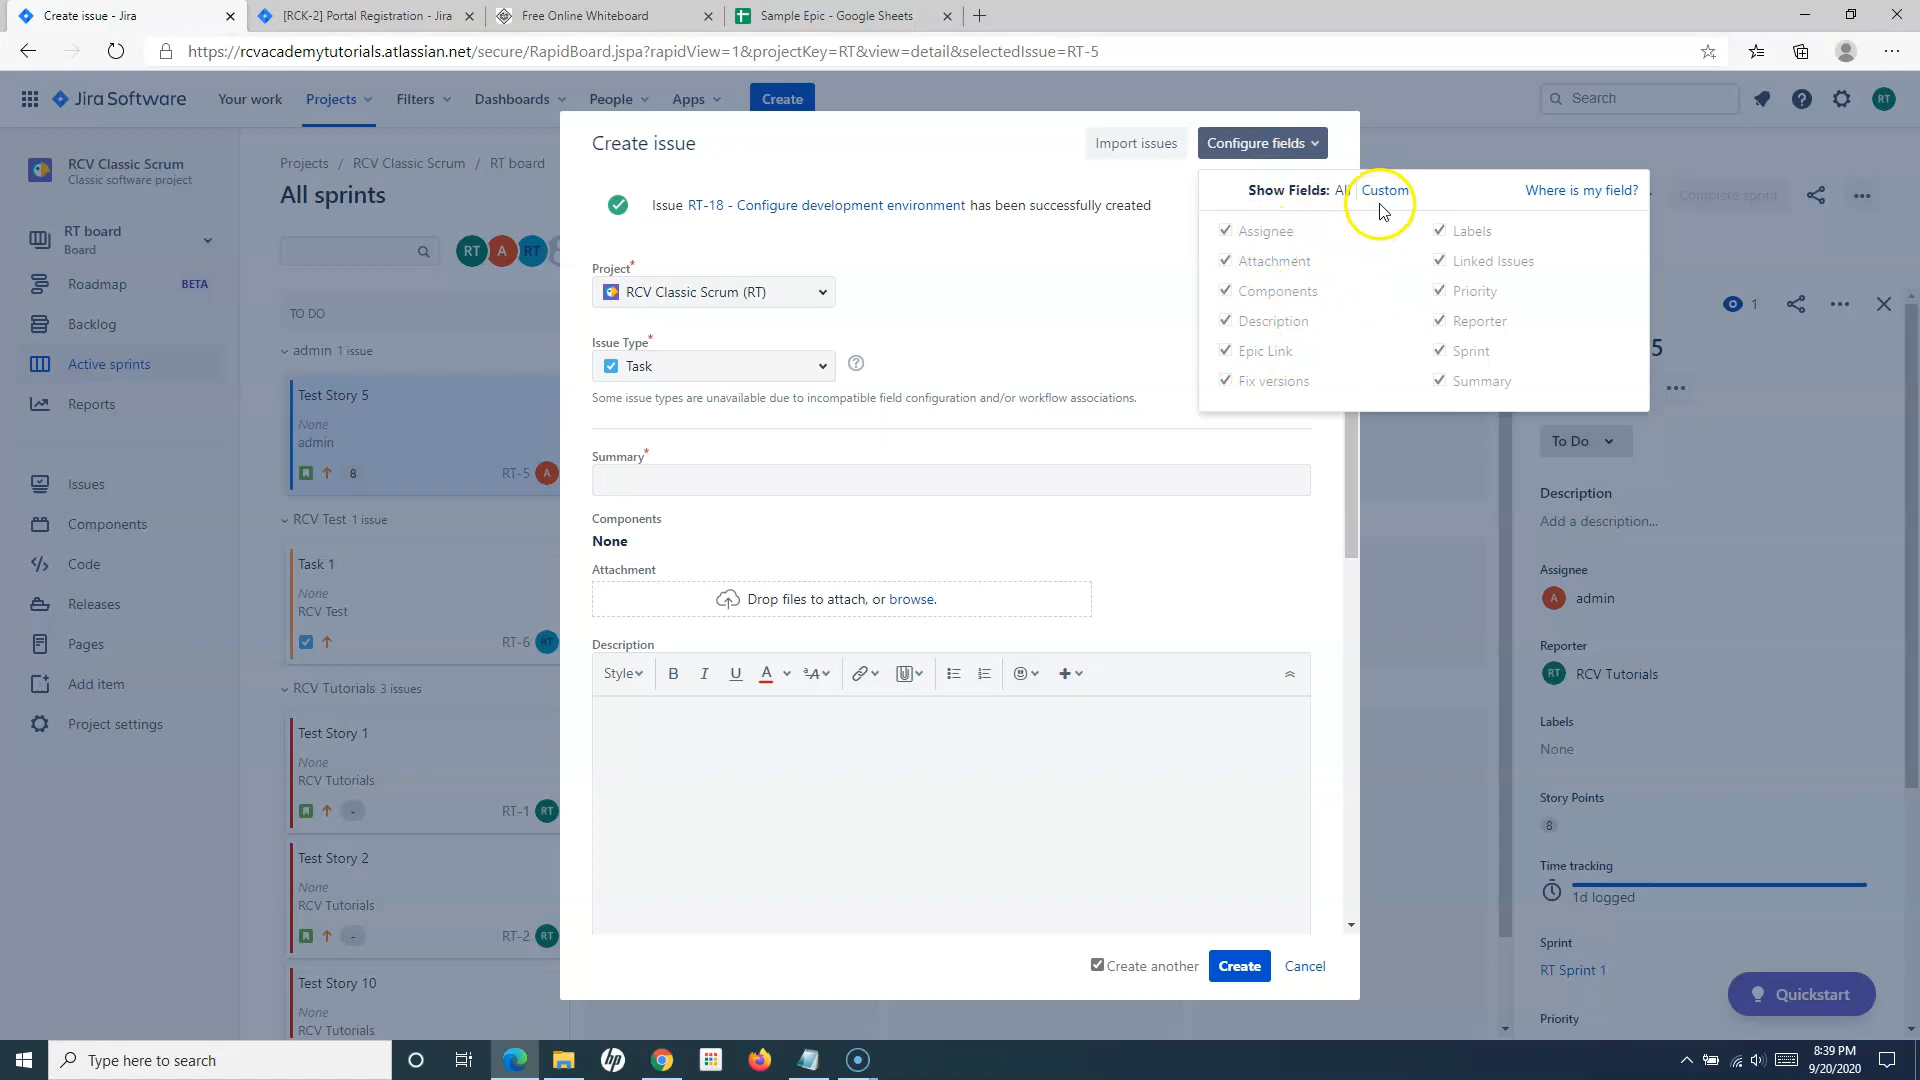 Create issue - Jira
[RCK-2] Portal Registration - Jira
Free Online Whiteboard
Sample Epic - Google Sheets
https://rcvacademytutorials.atlassian.net/secure/RapidBoard.jspa?rapidView=1&projectKey=RT&view=detail&selectedIssue=RT-5
Jira Software
Your work
Projects
Filters
Dashboards
People
Apps
Create
Search
RT
RCV Classic Scrum
Classic software project
RT board
Board
Roadmap
BETA
Backlog
Active sprints
Reports
Issues
Components
Code
Releases
Pages
Add item
Project settings
Projects / RCV Classic Scrum / RT board
All sprints
RT A RT
TO DO
admin 1 issue
Test Story 5
None
admin
8 RT-5 A
RCV Test 1 issue
Task 1
None
RCV Test
RT-6 RT
RCV Tutorials 3 issues
Test Story 1
None
RCV Tutorials
- RT-1 RT
Test Story 2
None
RCV Tutorials
- RT-2 RT
Test Story 10
None
RCV Tutorials
Create issue
Import issues
Configure fields
Issue RT-18 - Configure development environment has been successfully created
Project*
RCV Classic Scrum (RT)
Issue Type*
Task
Some issue types are unavailable due to incompatible field configuration and/or workflow associations.
Summary*
Components
None
Attachment
Drop files to attach, or browse.
Description
Style B I U A
Create another
Create
Cancel
Show Fields: All Custom
Where is my field?
Assignee
Attachment
Components
Description
Epic Link
Fix versions
Labels
Linked Issues
Priority
Reporter
Sprint
Summary
Complete sprint
1
5
To Do
Description
Add a description...
Assignee
A admin
Reporter
RT RCV Tutorials
Labels
None
Story Points
8
Time tracking
1d logged
Sprint
RT Sprint 1
Quickstart
Priority
Type here to search
hp
8:39 PM
9/20/2020